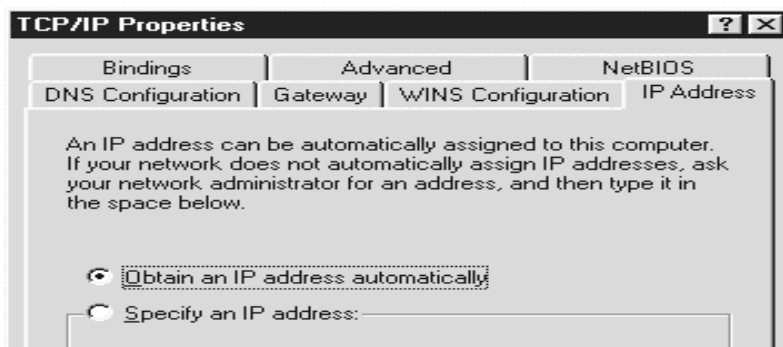 TCP/IP Properties
Bindings Advanced NetBIOS
DNS Configuration Gateway WINS Configuration IP Address
An IP address can be automatically assigned to this computer.
If your network does not automatically assign IP addresses, ask
your network administrator for an address, and then type it in
the space below.
Obtain an IP address automatically
Specify an IP address: